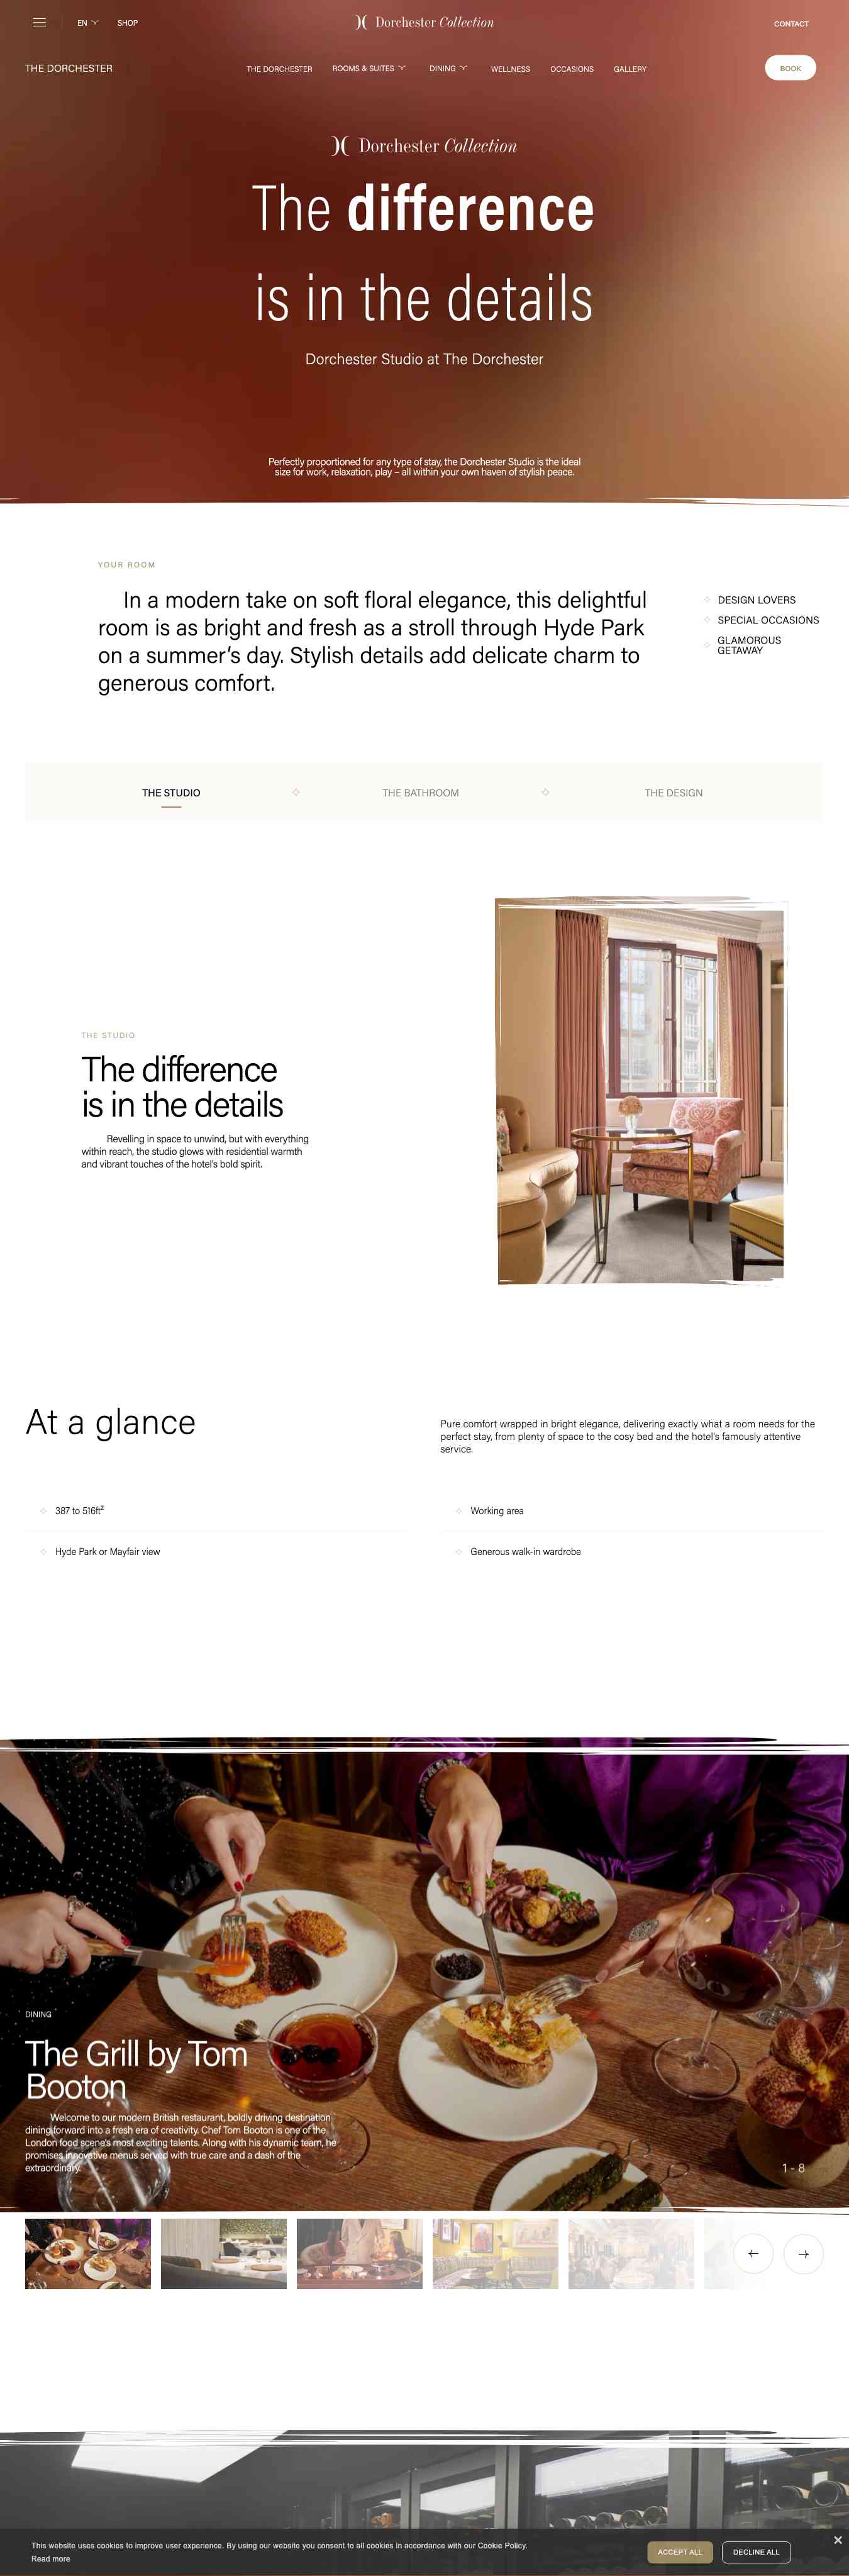 EN
SHOP
Dorchester Collection
CONTACT
THE DORCHESTER
THE DORCHESTER
ROOMS & SUITES
DINING
WELLNESS
OCCASIONS
GALLERY
BOOK
Dorchester Collection
The difference
is in the details
Dorchester Studio at The Dorchester
Perfectly proportioned for any type of stay, the Dorchester Studio is the ideal
size for work, relaxation, play – all within your own haven of stylish peace.
YOUR ROOM
In a modern take on soft floral elegance, this delightful
room is as bright and fresh as a stroll through Hyde Park
on a summer's day. Stylish details add delicate charm to
generous comfort.
DESIGN LOVERS
SPECIAL OCCASIONS
GLAMOROUS
GETAWAY
THE STUDIO
THE BATHROOM
THE DESIGN
THE STUDIO
The difference
is in the details
Revelling in space to unwind, but with everything
within reach, the studio glows with residential warmth
and vibrant touches of the hotel's bold spirit.
At a glance
Pure comfort wrapped in bright elegance, delivering exactly what a room needs for the
perfect stay, from plenty of space to the cosy bed and the hotel's famously attentive
service.
387 to 516ft²
Working area
Hyde Park or Mayfair view
Generous walk-in wardrobe
DINING
The Grill by Tom
Booton
Welcome to our modern British restaurant, boldly driving destination
dining forward into a fresh era of creativity. Chef Tom Booton is one of the
London food scene's most exciting talents. Along with his dynamic team, he
promises innovative menus served with true care and a dash of the
extraordinary.
1 - 8
This website uses cookies to improve user experience. By using our website you consent to all cookies in accordance with our Cookie Policy.
Read more
ACCEPT ALL
DECLINE ALL